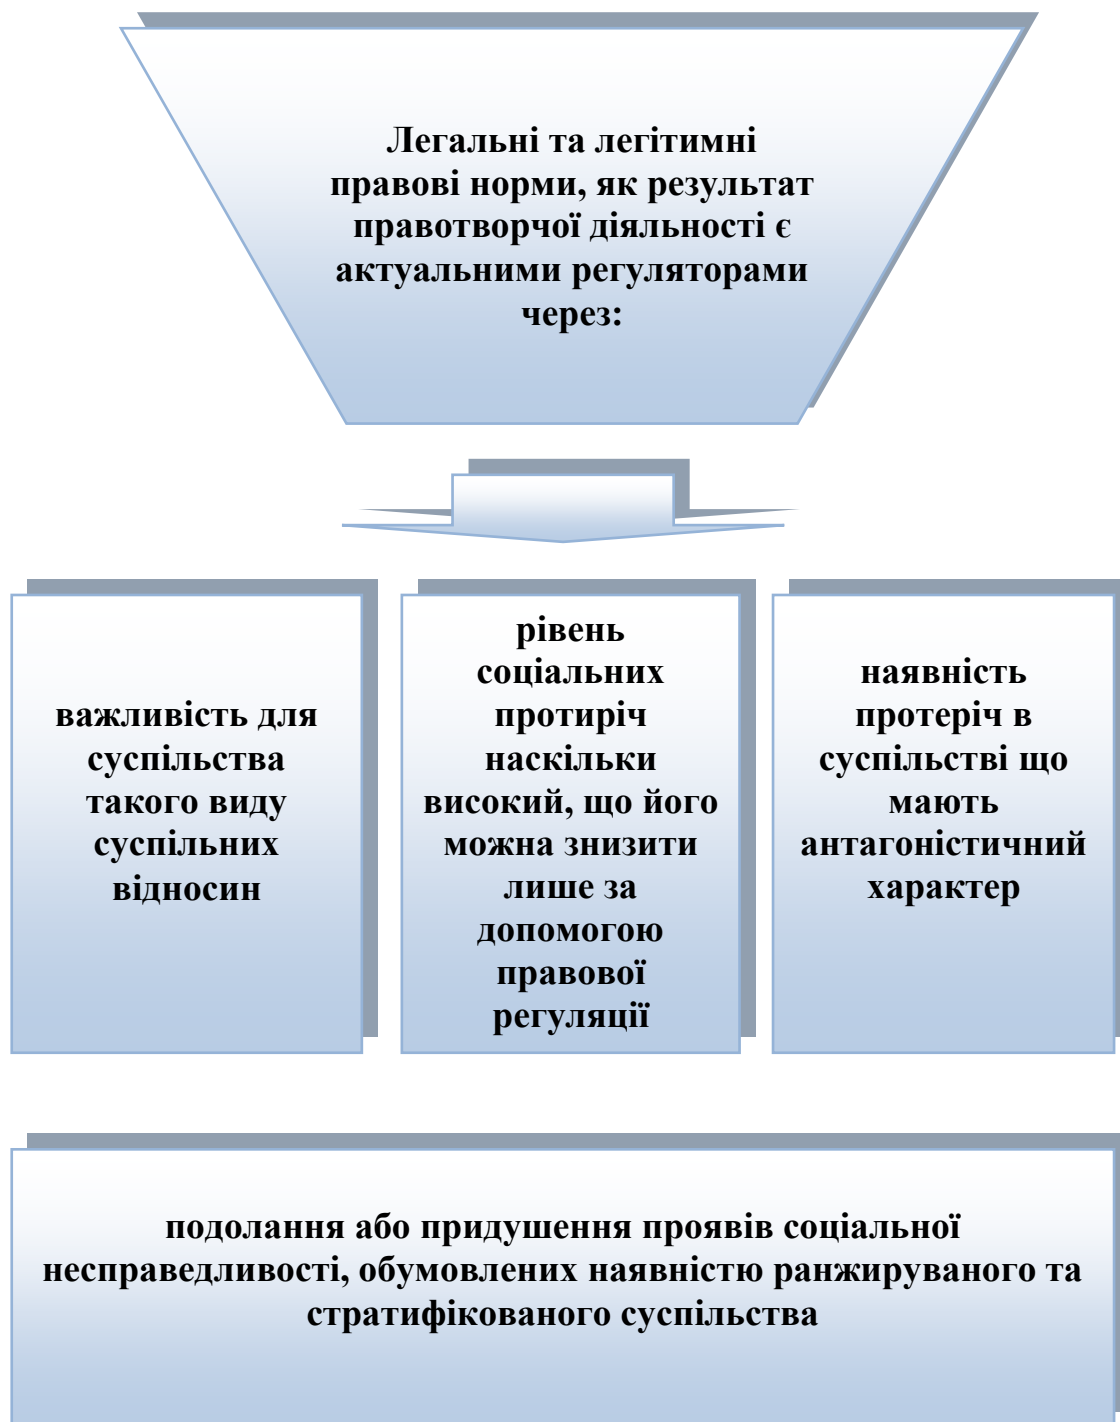 Легальні та легітимні
правові норми, як результат
правотворчої діяльності є
актуальними регуляторами
через:
важливість для
суспільства
такого виду
суспільних
відносин
рівень
соціальних
протиріч
наскільки
високий, що його
можна знизити
лише за
допомогою
правової
регуляції
наявність
протеріч в
суспільстві що
мають
антагоністичний
характер
подолання або придушення проявів соціальної
несправедливості, обумовлених наявністю ранжируваного та
стратифікованого суспільства